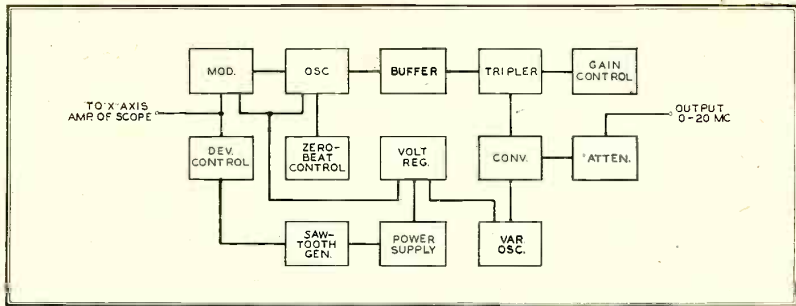 MOD.
OSC
BUFFER
TRIPLER
GAIN
CONTROL
TO "X" AXIS
AMP. OF SCOPE
DEV.
CONTROL
ZERO-
BEAT
CONTROL
VOLT
REG.
CONV.
ATTEN.
OUTPUT
0-20 MC
SAW-
TOOTH
GEN.
POWER
SUPPLY
VAR.
OSC.